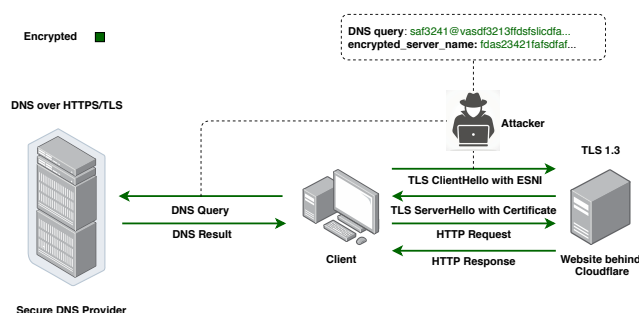 Encrypted
DNS query: saf3241@vasdf3213ffdsfslicdfa...
encrypted_server_name: fdas23421fafsdfaf...
DNS over HTTPS/TLS
Attacker
TLS 1.3
TLS ClientHello with ESNI
DNS Query
TLS ServerHello with Certificate
DNS Result
HTTP Request
Client
HTTP Response
Website behind
Cloudflare
Secure DNS Provider